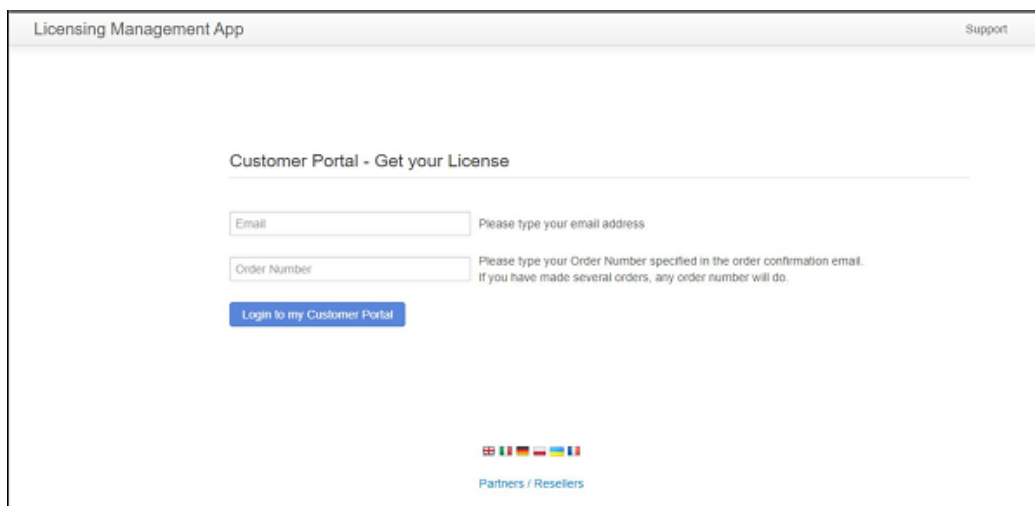 Licensing Management App
Support
Customer Portal - Get your License
Email
Please type your email address
Order Number
Please type your Order Number specified in the order confirmation email.
If you have made several orders, any order number will do.
Login to my Customer Portal
Partners / Resellers